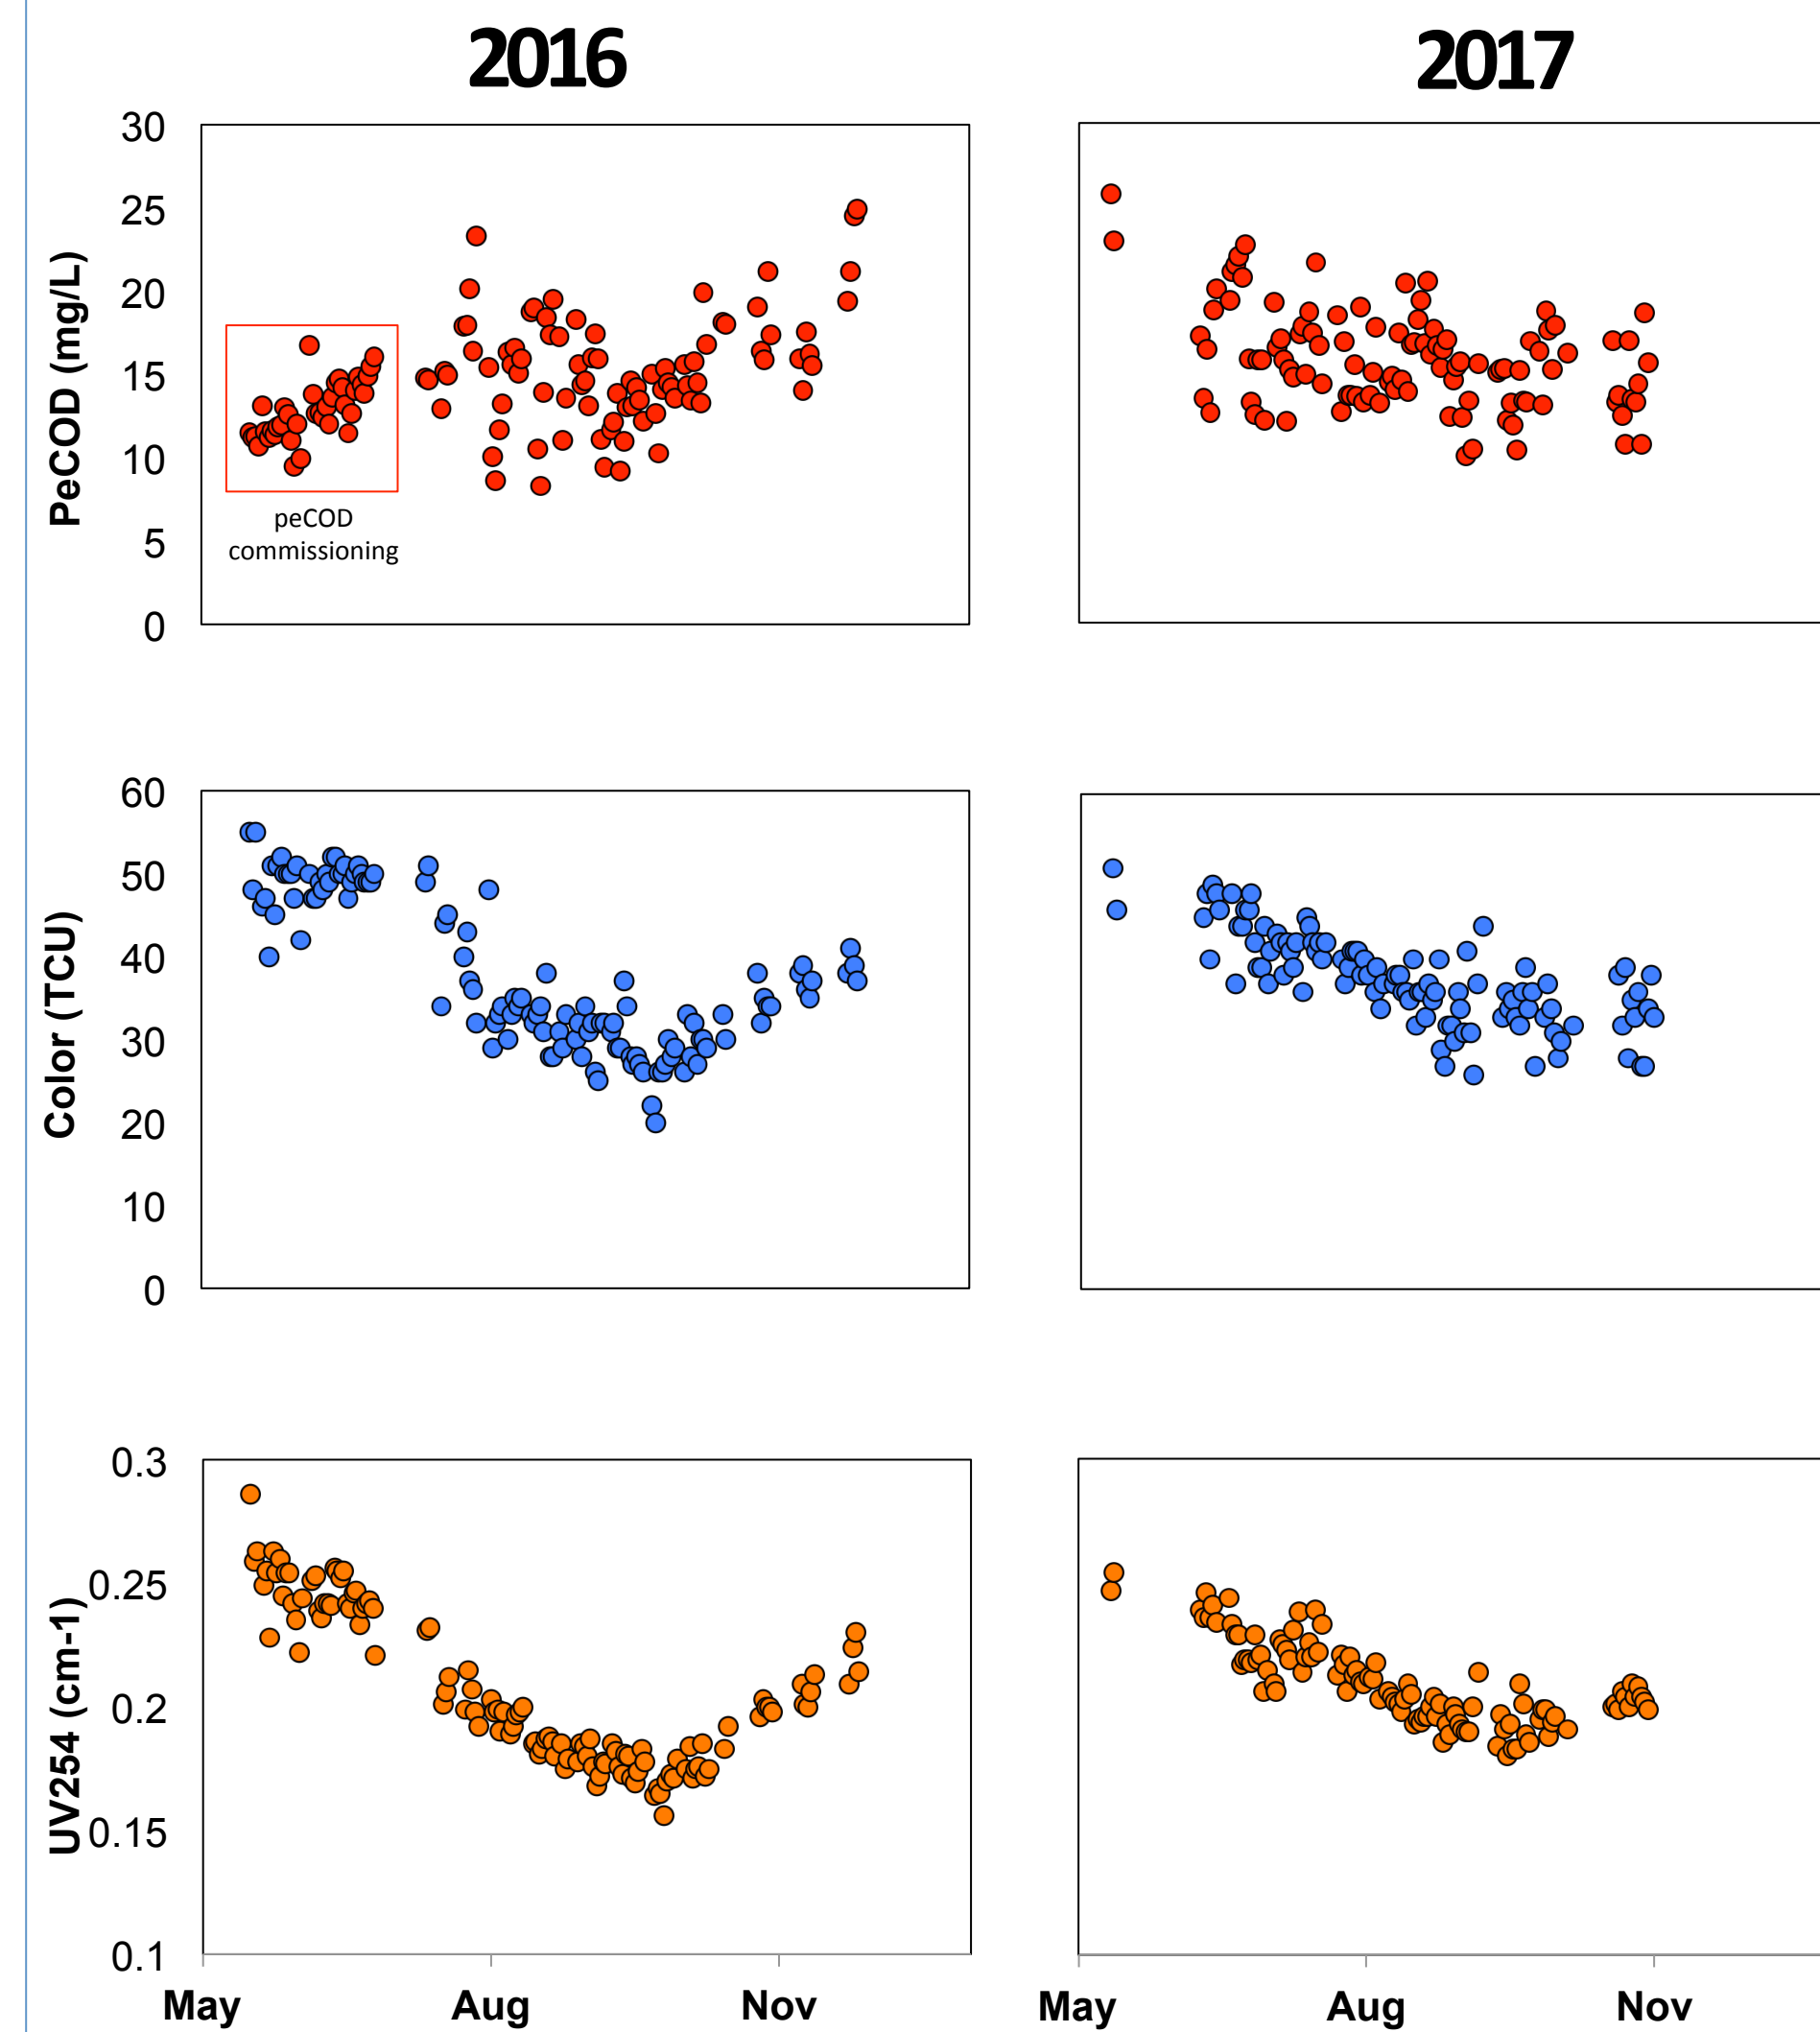 2016
2017
PeCOD (mg/L)
30
25
20
15
10
5
0
peCOD
commissioning
Color (TCU)
60
50
40
30
20
10
0
UV254 (cm-1)
0.3
0.25
0.2
0.15
0.1
May
Aug
Nov
May
Aug
Nov